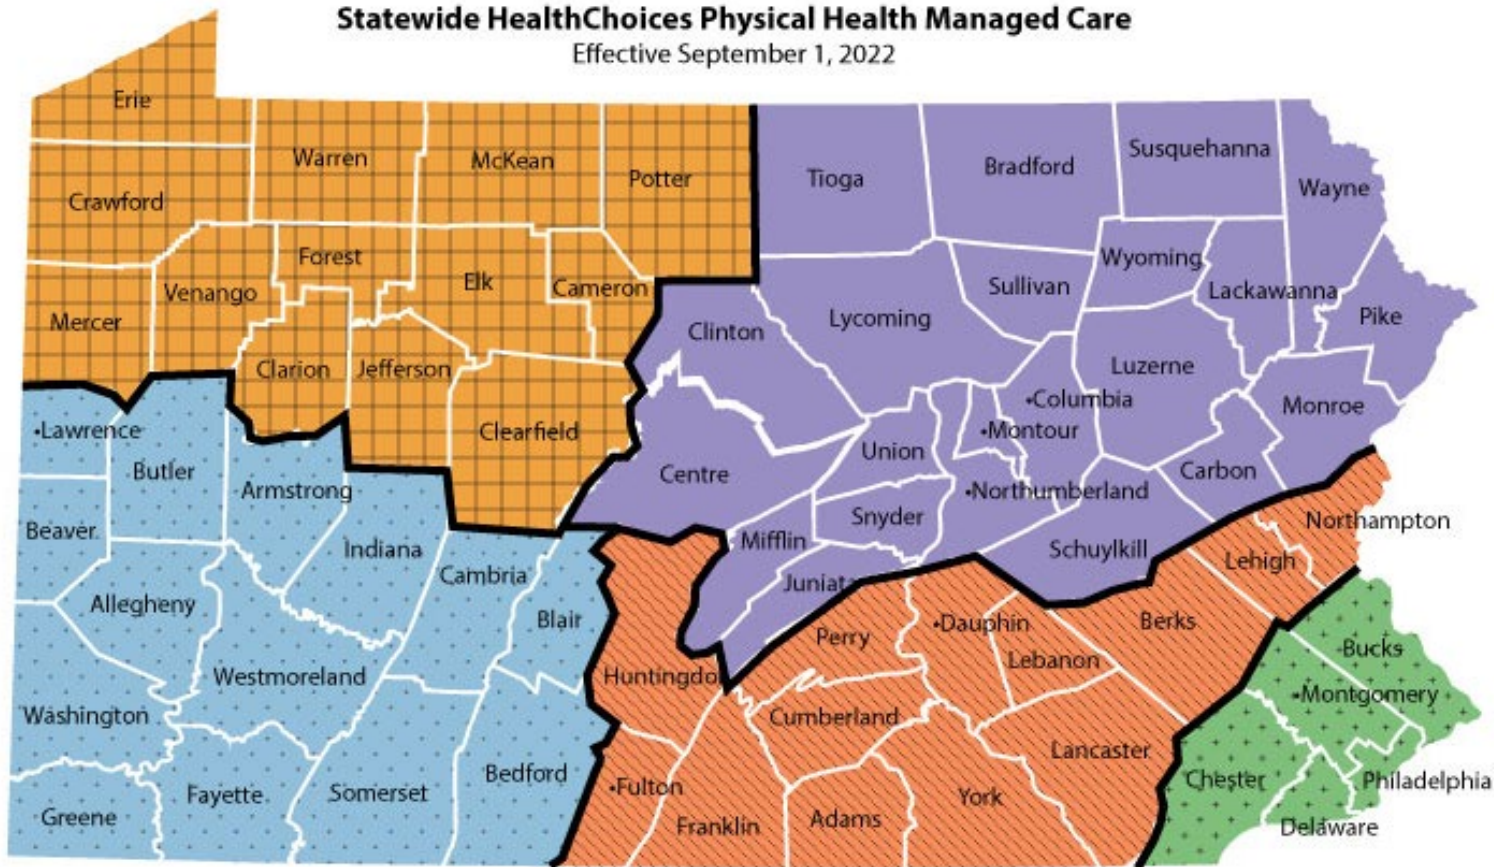 Statewide HealthChoices Physical Health Managed Care
Effective September 1, 2022
Erie
Warren
McKean
Potter
Tioga
Bradford
Susquehanna
Wayne
Crawford
Forest
Elk
Cameron
Venango
Mercer
Clinton
Lycoming
Sullivan
Wyoming
Lackawanna
Pike
Clarion
Jefferson
Luzerne
•Columbia
Monroe
•Lawrence
Butler
Clearfield
Centre
Union
•Montour
Carbon
Armstrong
•Northumberland
Beaver
Indiana
Mifflin
Snyder
Schuylkill
Northampton
Lehigh
Cambria
Juniata
Allegheny
Blair
Perry
•Dauphin
Berks
Bucks
Westmoreland
Huntingdo
Lebanon
•Montgomery
Washington
Cumberland
Lancaster
Bedford
Chester
Philadelphia
Greene
Fayette
Somerset
•Fulton
Franklin
Adams
York
Delaware